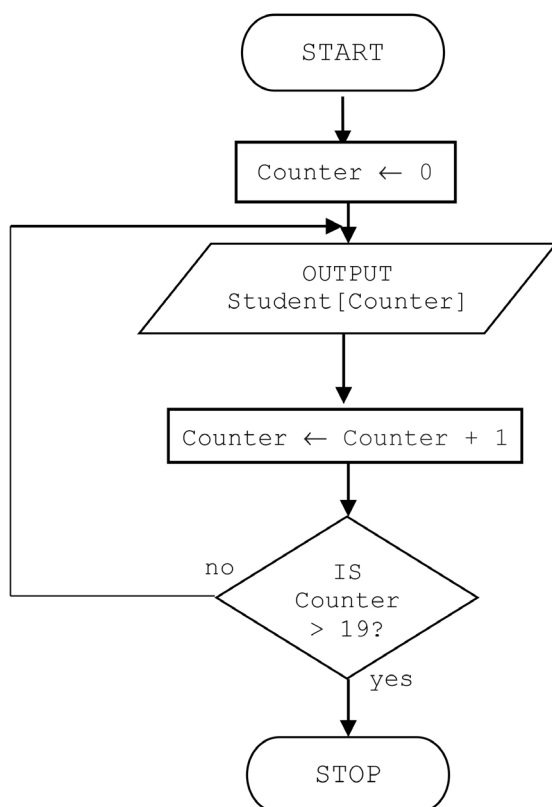 START
Counter ← 0
OUTPUT
Student[Counter]
Counter ← Counter + 1
no
IS
Counter
> 19?
yes
STOP